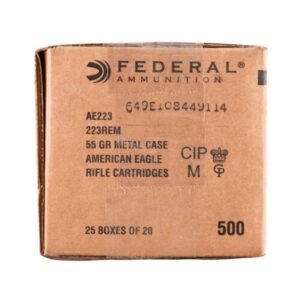 FEDERAL®
AMMUNITION
649E108449114
AE223
223REM
55 GR METAL CASE
AMERICAN EAGLE
RIFLE CARTRIDGES
CIP
M GP
25 BOXES OF 20
500